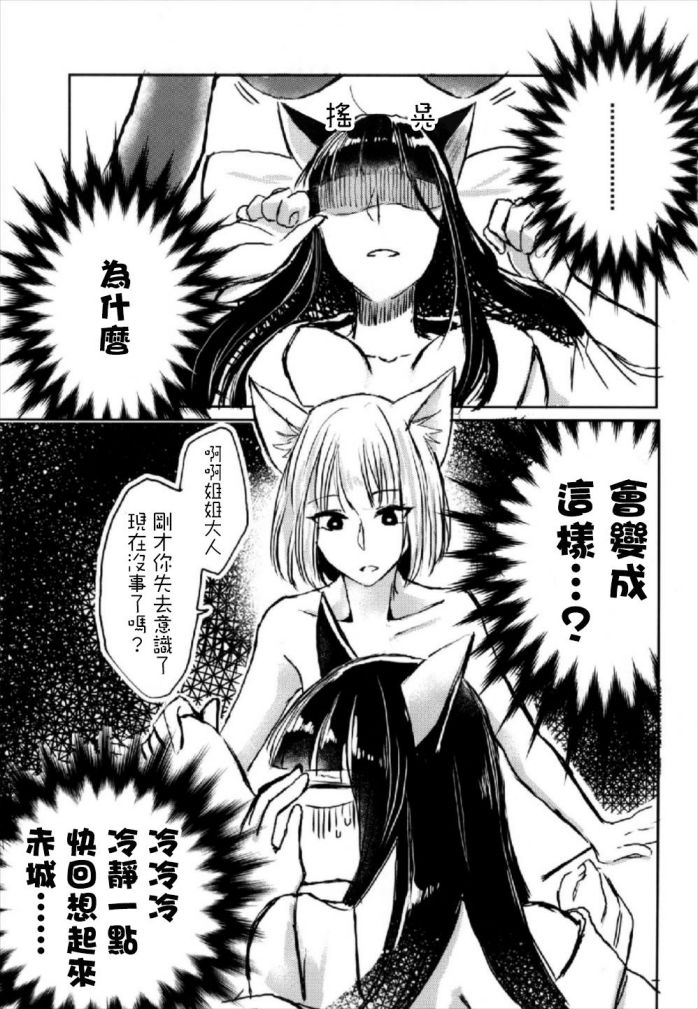 ………………
搖 晃
為什麼
會變成
這樣……?
啊啊姐姐大人
剛才你失去意識了
現在沒事了嗎?
冷冷冷
冷靜一點
快回想起來
赤城……